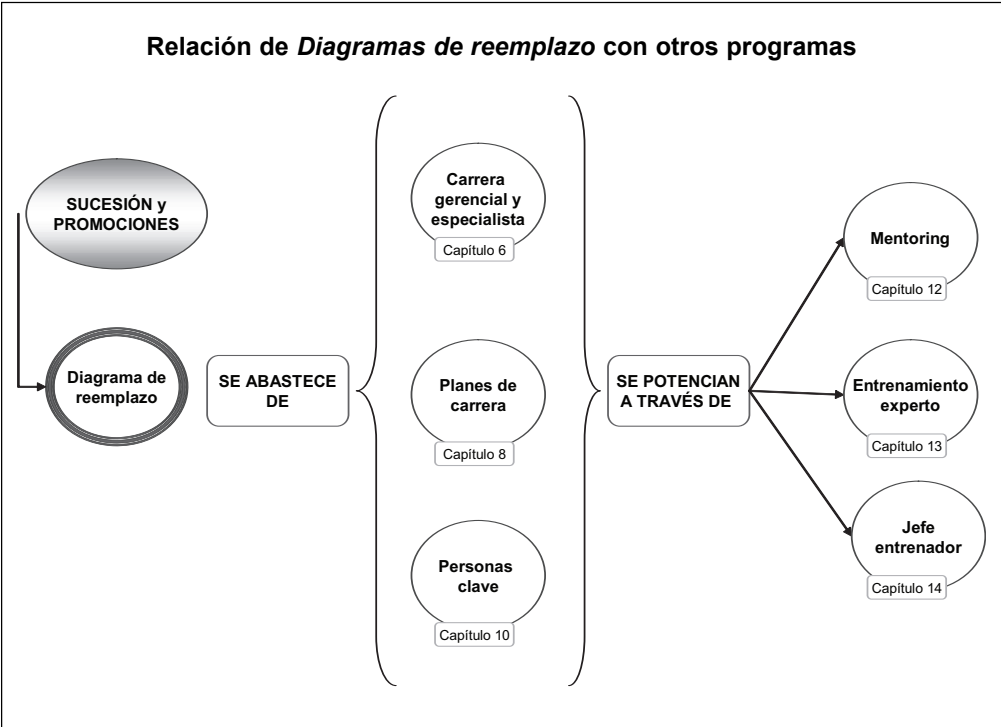 Relación de Diagramas de reemplazo con otros programas
SUCESIÓN y
PROMOCIONES
Diagrama de
reemplazo
SE ABASTECE
DE
Carrera
gerencial y
especialista
Capítulo 6
Planes de
carrera
Capítulo 8
Personas
clave
Capítulo 10
SE POTENCIAN
A TRAVÉS DE
Mentoring
Capítulo 12
Entrenamiento
experto
Capítulo 13
Jefe
entrenador
Capítulo 14